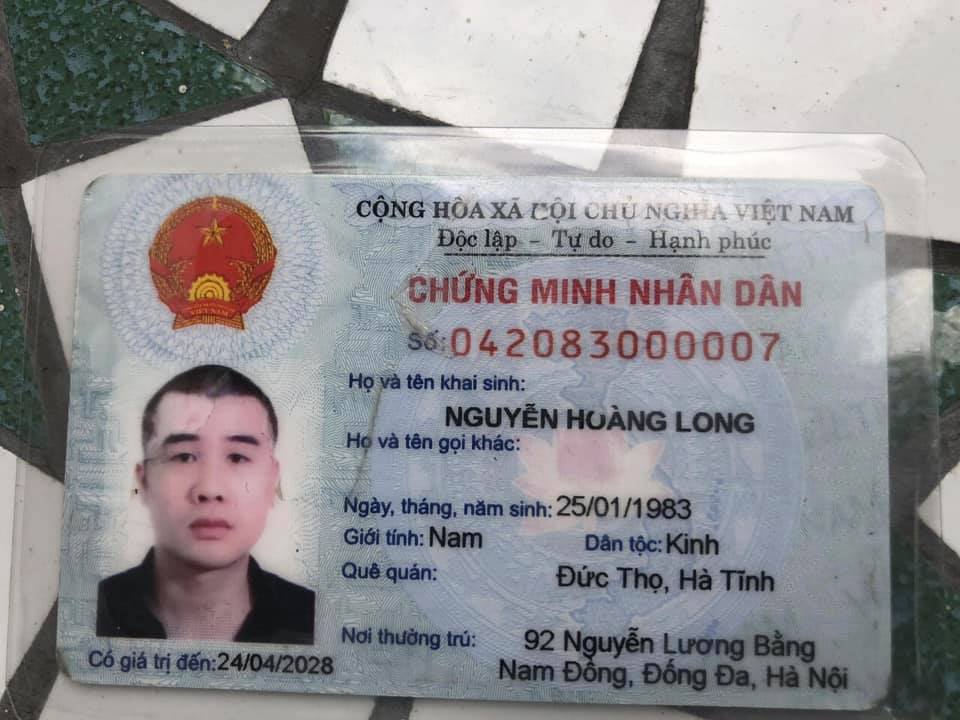 CỘNG HÒA XÃ HỘI CHỦ NGHĨA VIỆT NAM
Độc lập - Tự do - Hạnh phúc
CHỨNG MINH NHÂN DÂN
Số: 042083000007
Họ và tên khai sinh:
NGUYỄN HOÀNG LONG
Họ và tên gọi khác:
Ngày, tháng, năm sinh: 25/01/1983
Giới tính: Nam Dân tộc: Kinh
Quê quán: Đức Thọ, Hà Tĩnh
Nơi thường trú: 92 Nguyễn Lương Bằng
Nam Đồng, Đống Đa, Hà Nội
Có giá trị đến: 24/04/2028
VIỆT NAM